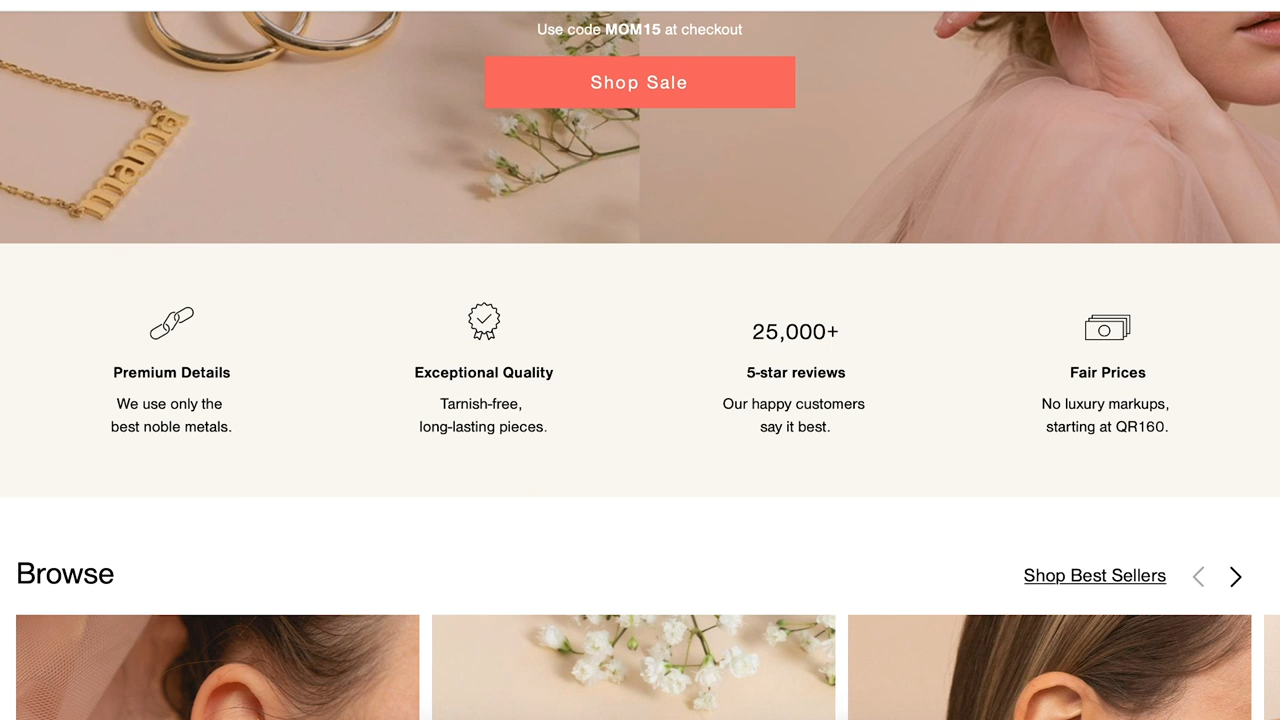 Use code MOM15 at checkout
Shop Sale
mama
25,000+
Premium Details
Exceptional Quality
5-star reviews
Fair Prices
We use only the
best noble metals.
Tarnish-free,
long-lasting pieces.
Our happy customers
say it best.
No luxury markups,
starting at QR160.
Browse
Shop Best Sellers